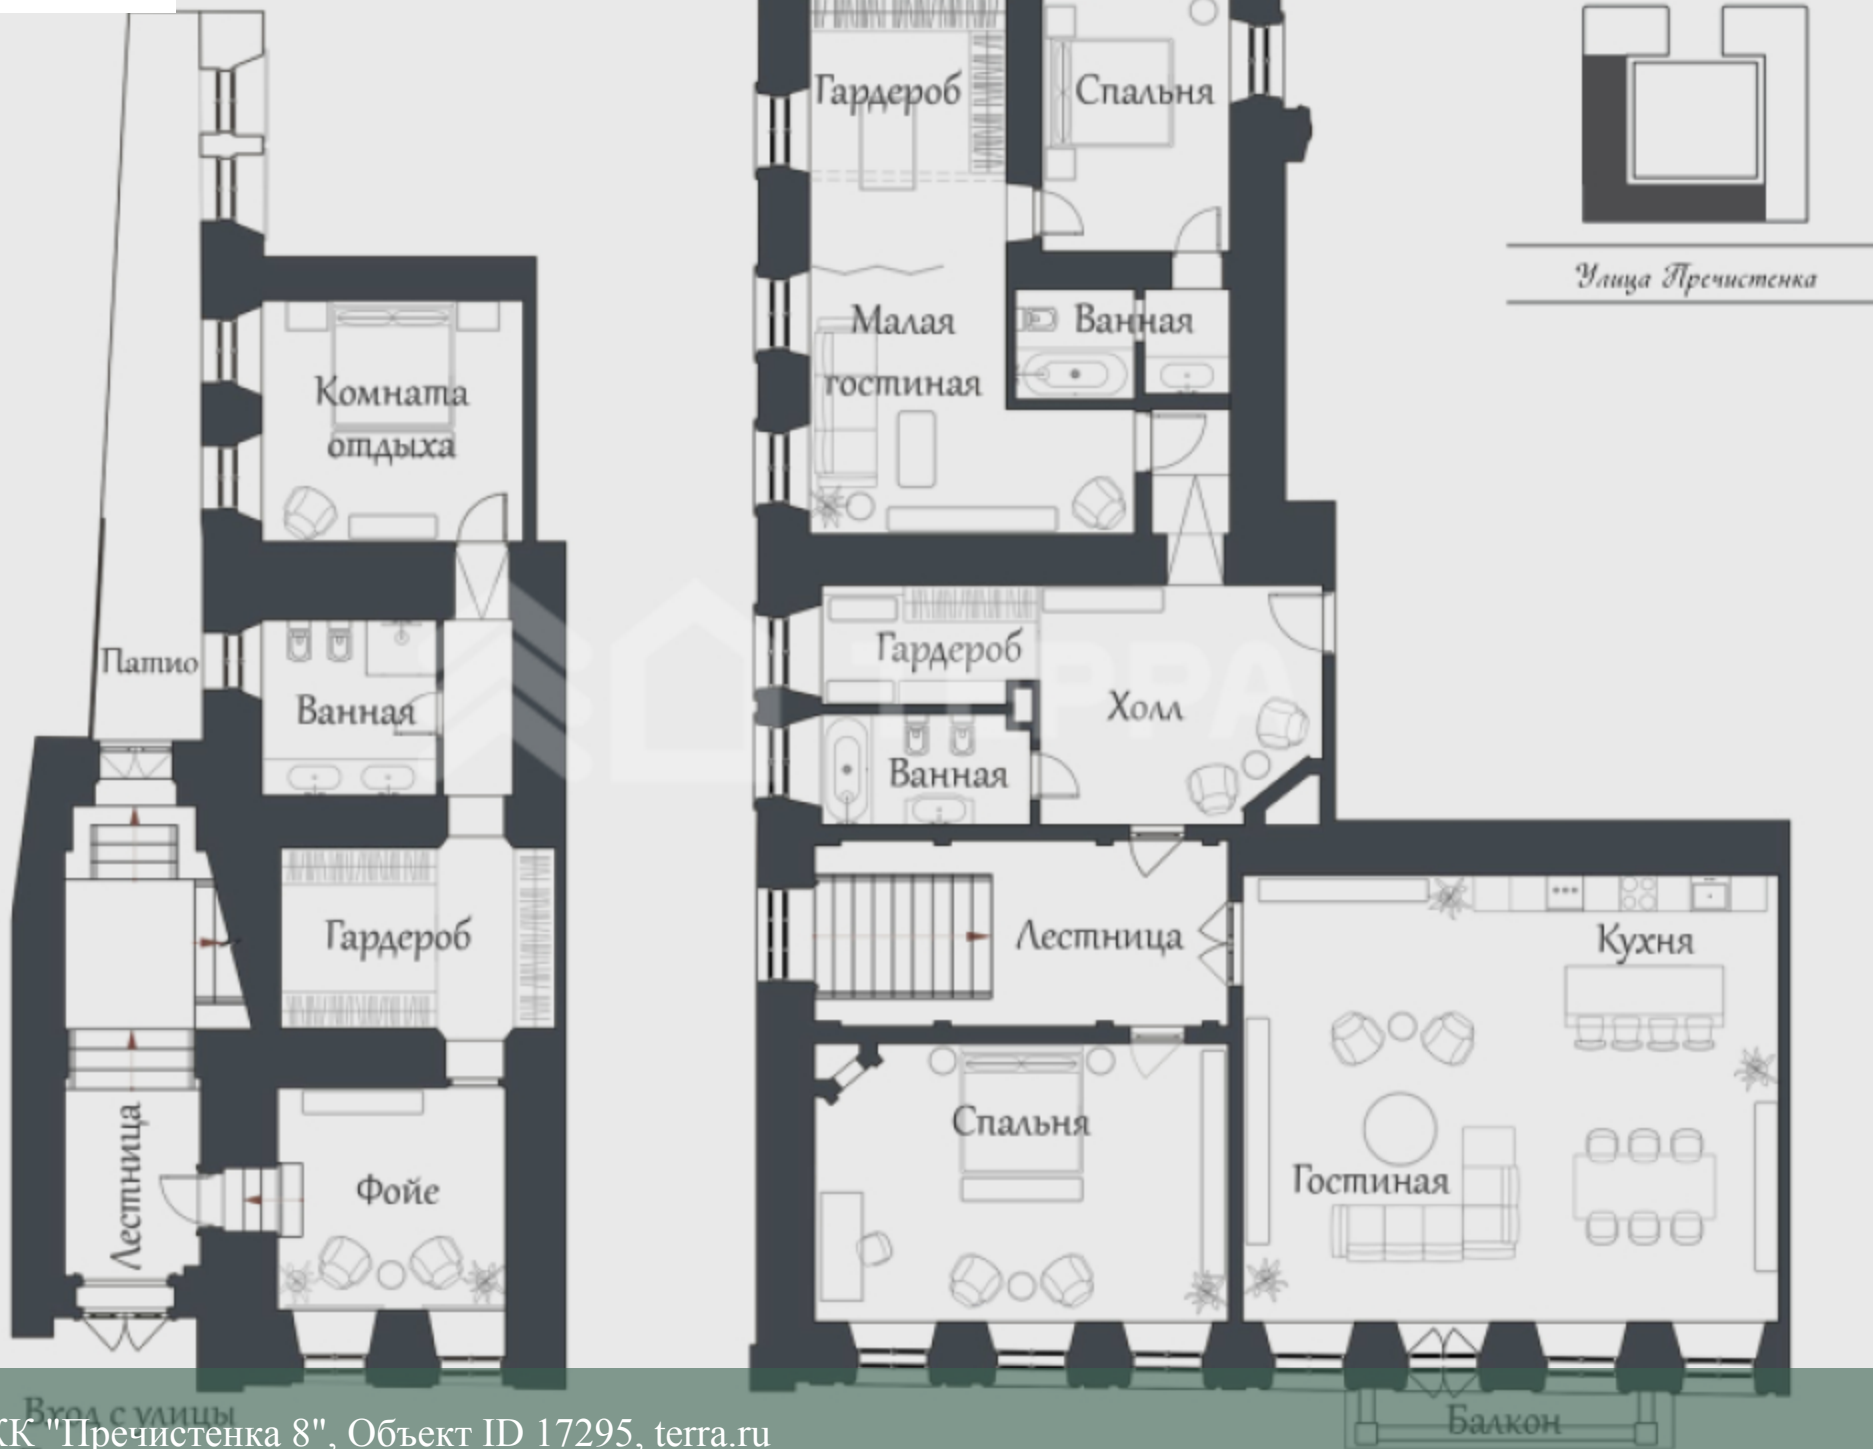 Гардероб
Спальня
Улица Пречистенка
Малая
гостиная
Ванная
Комната
отдыха
Патио
Ванная
Гардероб
Холл
ТЕРРА
Ванная
Гардероб
Лестница
Кухня
Лестница
Фойе
Спальня
Гостиная
Вход с улицы
Балкон
ЖК "Пречистенка 8", Объект ID 17295, terra.ru